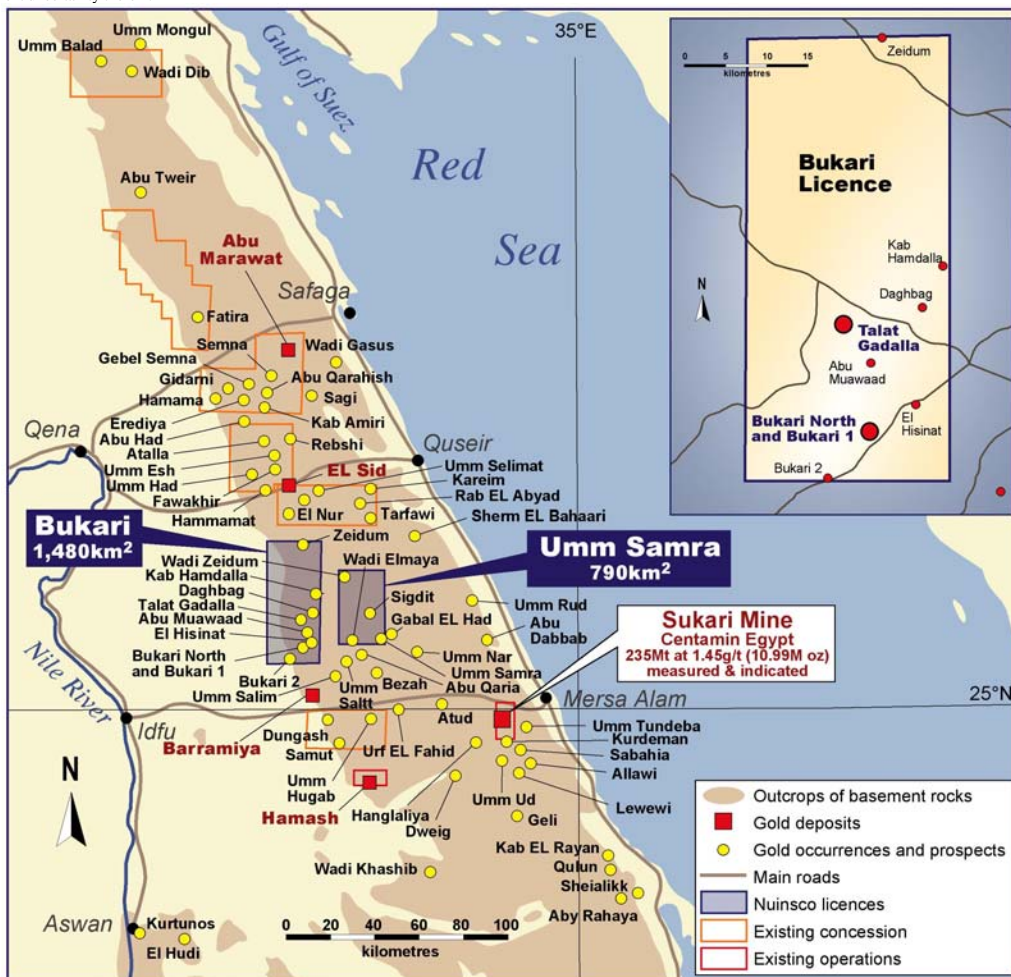 Umm Mongul
Umm Balad
Wadi Dib
Gulf of Suez
35°E
Red
Sea
Abu Tweir
Abu
Marawat
Safaga
Fatira
Semna
Wadi Gasus
Gebel Semna
Gidarni
Abu Qarahish
Hamama
Sagi
Erediya
Kab Amiri
Abu Had
Qena
Atalla
Rebshi
Quseir
Umm Esh
EL Sid
Umm Selimat
Umm Had
Kareim
Fawakhir
Rab EL Abyad
Hammamat
El Nur
Tarfawi
Sherm EL Bahaari
Bukari
1,480km²
Zeidum
Umm Samra
790km²
Wadi Elmaya
Wadi Zeidum
Kab Hamdalla
Daghbag
Talat Gadalla
Sigdit
Abu Muawaad
Gabal EL Had
Umm Rud
El Hisinat
Abu
Dabbab
Bukari North
and Bukari 1
Umm Nar
Umm Samra
Bukari 2
Bezah
Abu Qaria
Umm Salim
Umm
Saltt
Sukari Mine
Centamin Egypt
235Mt at 1.45g/t (10.99M oz)
measured & indicated
Mersa Alam
25°N
Nile River
Idfu
Atud
Umm Tundeba
Dungash
Kurdeman
Barramiya
Samut
Urf EL Fahid
Sabahia
Allawi
N
Umm
Hugab
Hanglaliya
Umm Ud
Lewewi
Hamash
Dweig
Geli
Kab EL Rayan
Wadi Khashib
Qulun
Sheialikk
Aby Rahaya
Aswan
Kurtunos
El Hudi
0 20 40 60 80 100
kilometres
0 5 10 15
kilometres
Zeidum
Bukari
Licence
Kab
Hamdalla
N
Daghbag
Talat
Gadalla
Abu
Muawaad
Bukari North
and Bukari 1
El
Hisinat
Bukari 2
Outcrops of basement rocks
Gold deposits
Gold occurrences and prospects
Main roads
Nuinsco licences
Existing concession
Existing operations